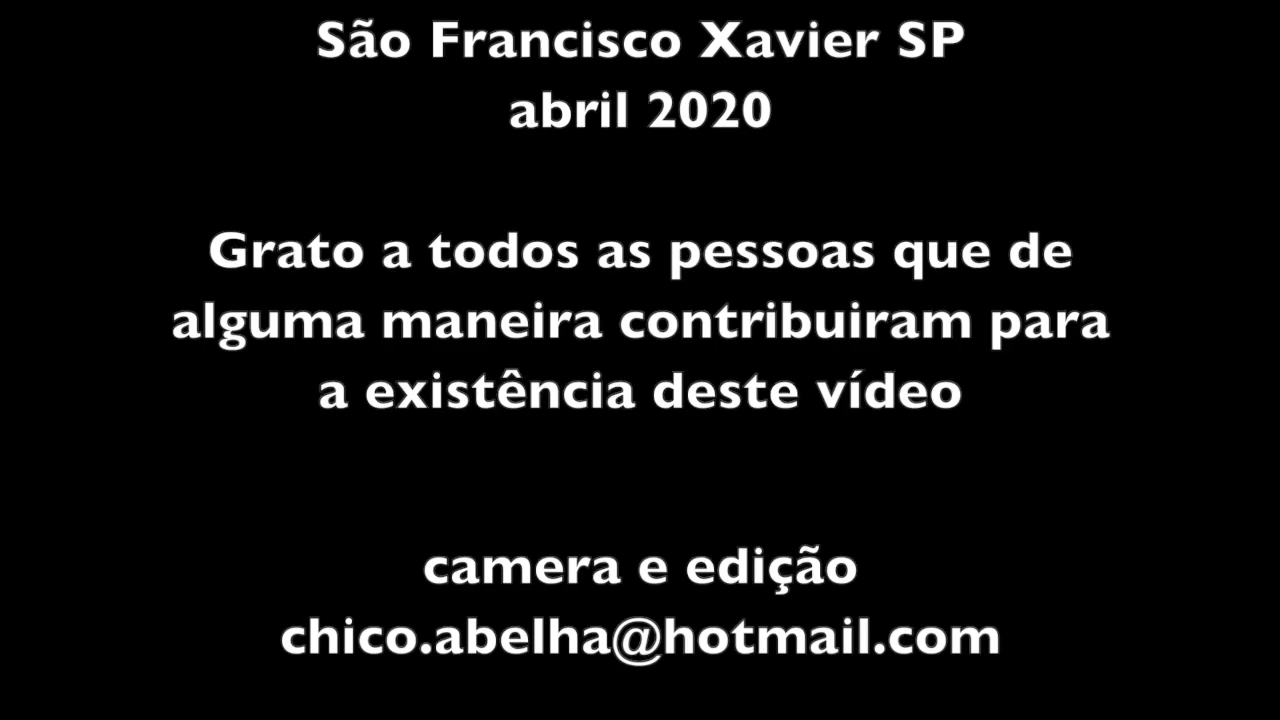 São Francisco Xavier SP
abril 2020
Grato a todos as pessoas que de
alguma maneira contribuiram para
a existência deste vídeo
camera e edição
chico.abelha@hotmail.com